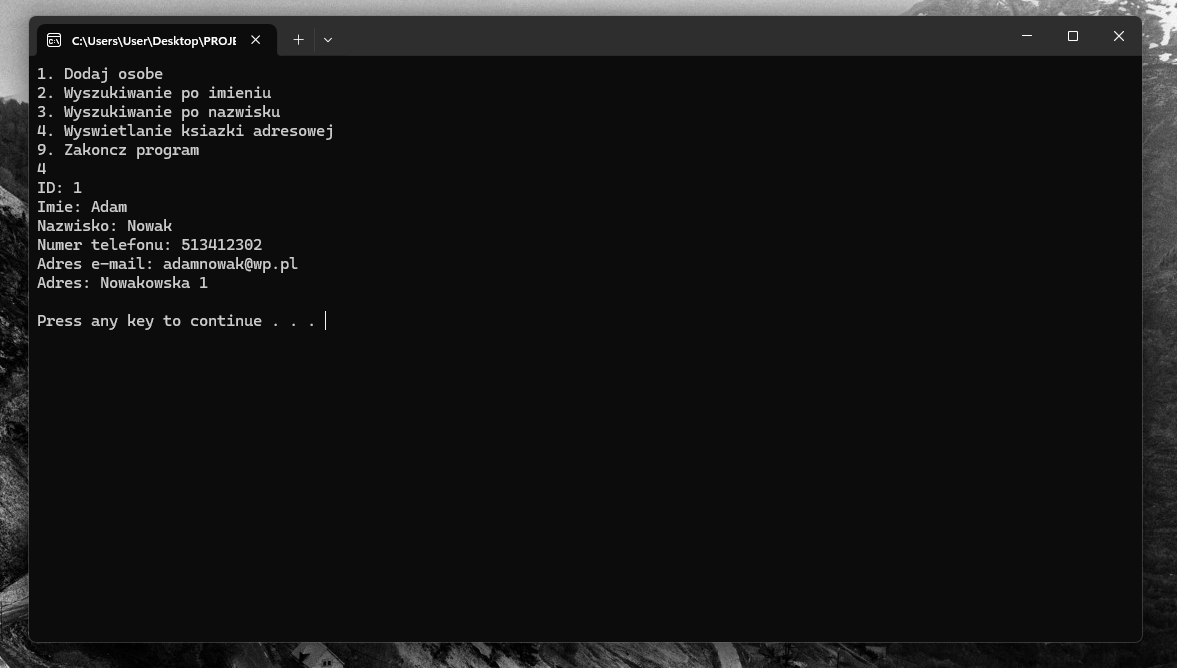 C:\Users\User\Desktop\PROJE
1. Dodaj osobe
2. Wyszukiwanie po imieniu
3. Wyszukiwanie po nazwisku
4. Wyswietlanie ksiazki adresowej
9. Zakoncz program
4
ID: 1
Imie: Adam
Nazwisko: Nowak
Numer telefonu: 513412302
Adres e-mail: adamnowak@wp.pl
Adres: Nowakowska 1
Press any key to continue . . .